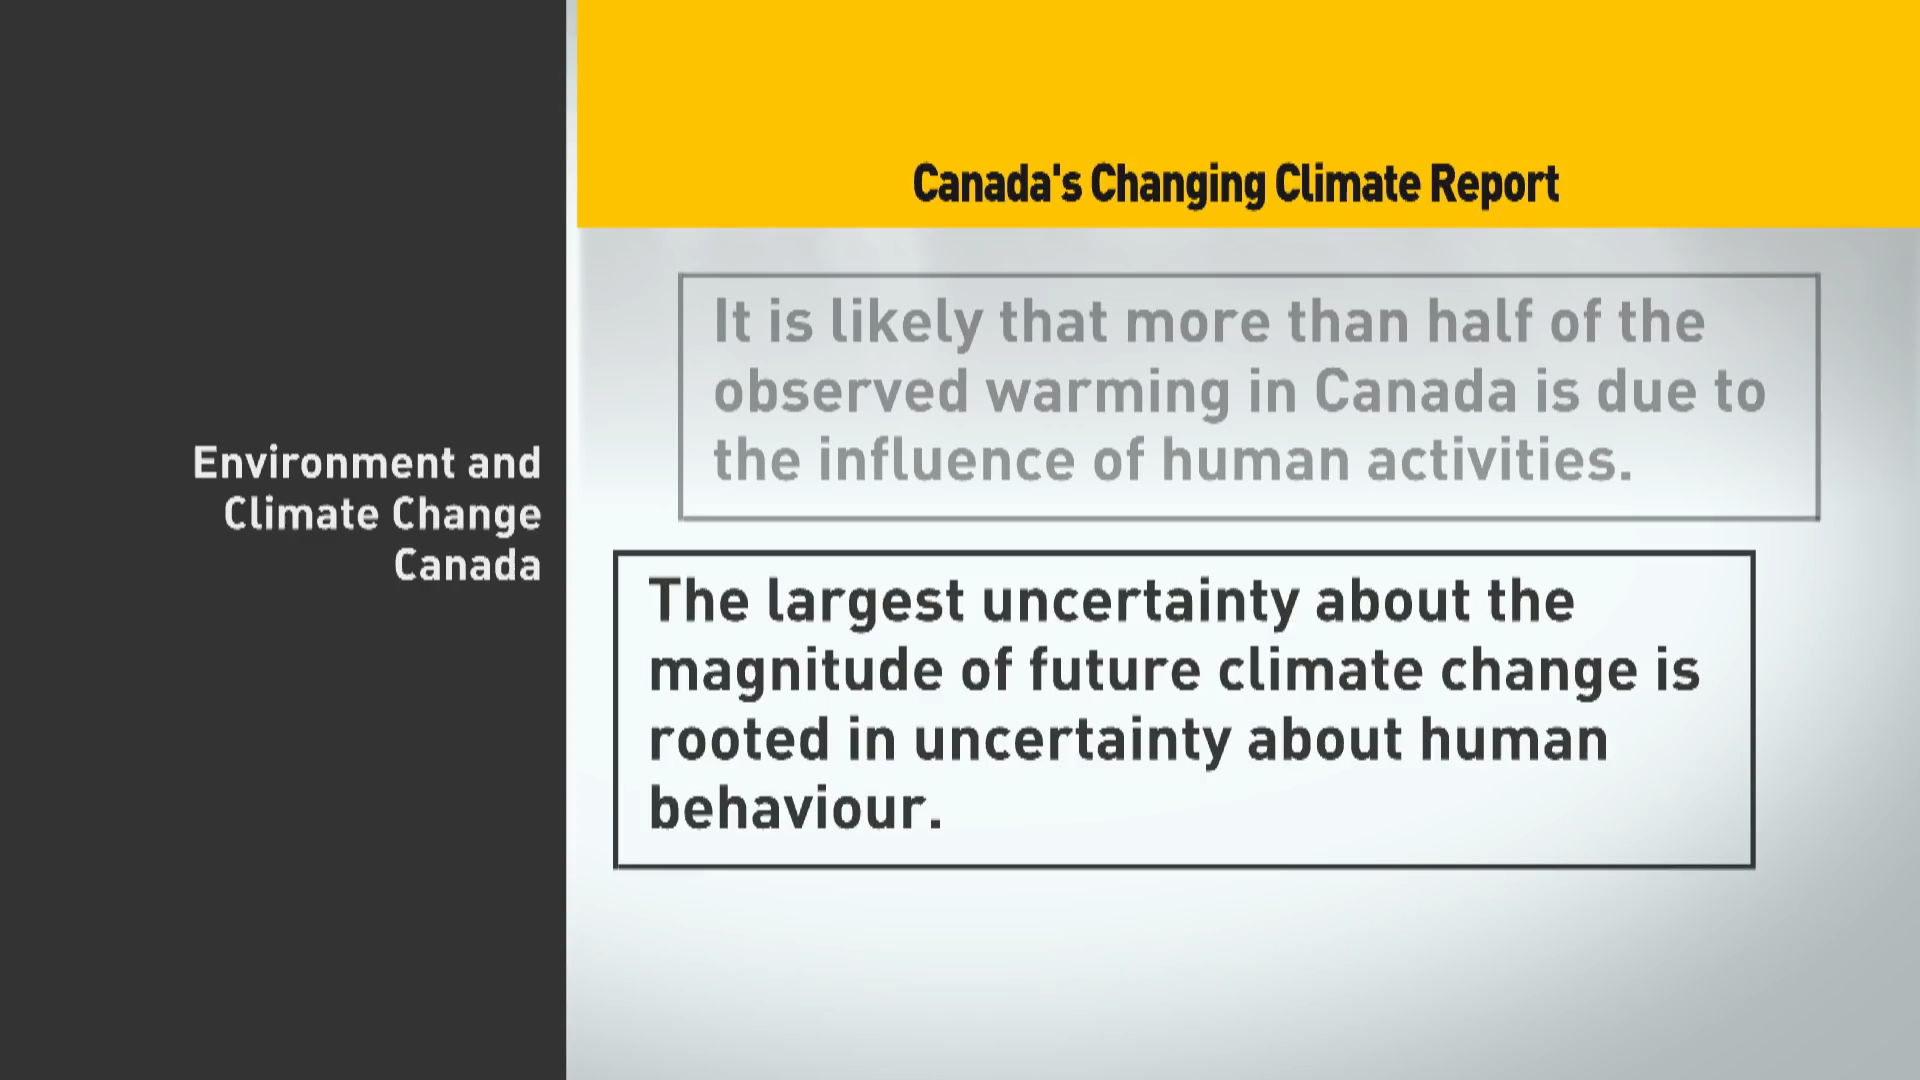 Canada's Changing Climate Report
Environment and
Climate Change
Canada
It is likely that more than half of the
observed warming in Canada is due to
the influence of human activities.
The largest uncertainty about the
magnitude of future climate change is
rooted in uncertainty about human
behaviour.